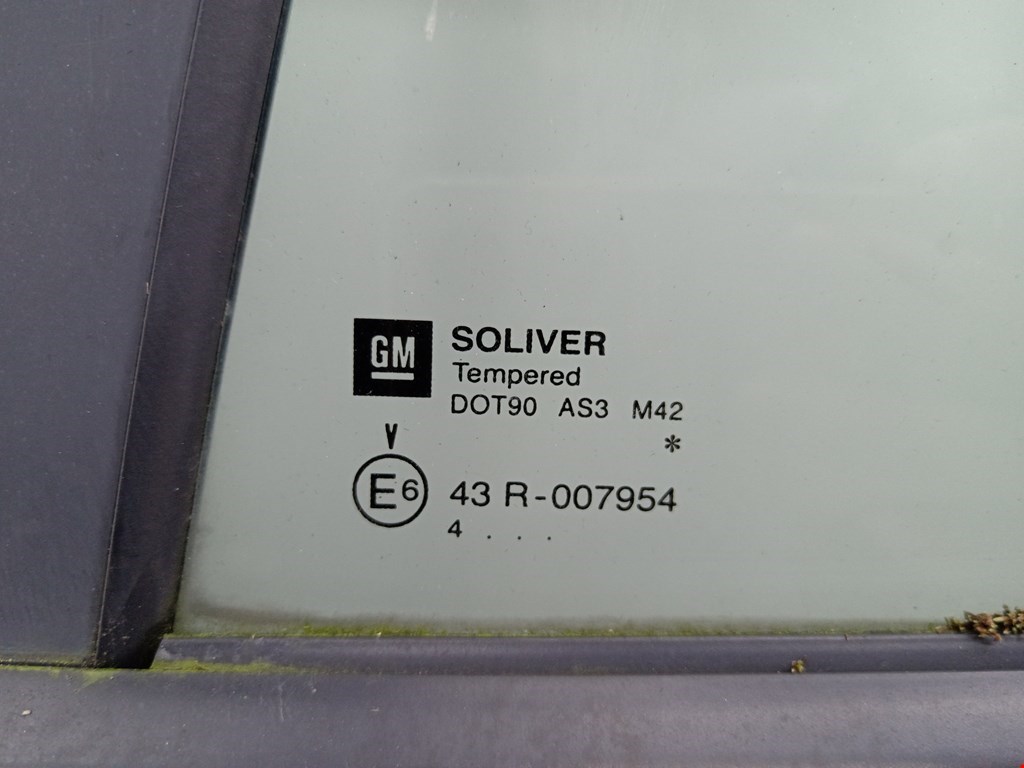 GM
SOLIVER
Tempered
DOT90 AS3 M42
V
*
E6 43 R-007954
4 . . .